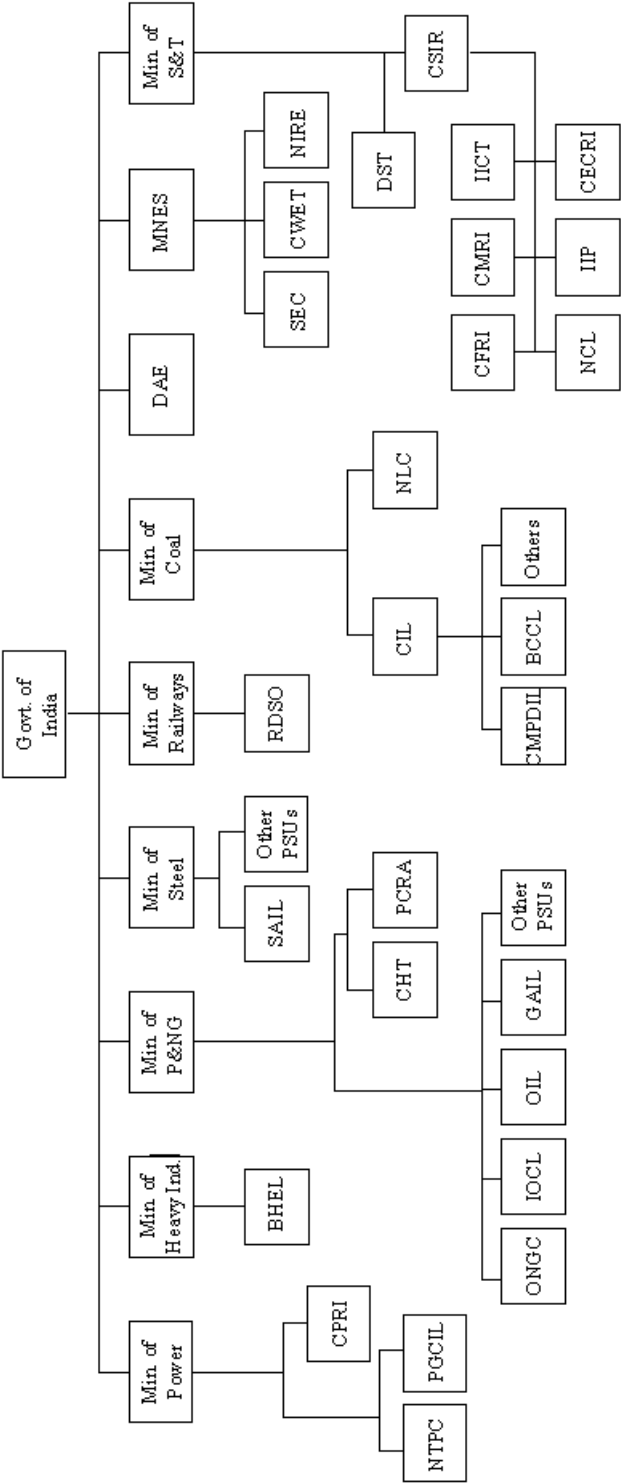 Govt. of
India
Min of
Power
Min of
Heavy Ind.
Min of
P&NG
Min of
Steel
Min of
Railways
Min of
Coal
DAE
MNES
Min of
S&T
CPRI
NTPC
PGCIL
BHEL
CHT
PCRA
ONGC
IOCL
OIL
GAIL
Other
PSUs
SAIL
Other
PSUs
RDSO
CIL
NLC
CMPDIL
BCCL
Others
SEC
CWET
NIRE
DST
CSIR
CFRI
CMRI
IICT
NCL
IIP
CECRI